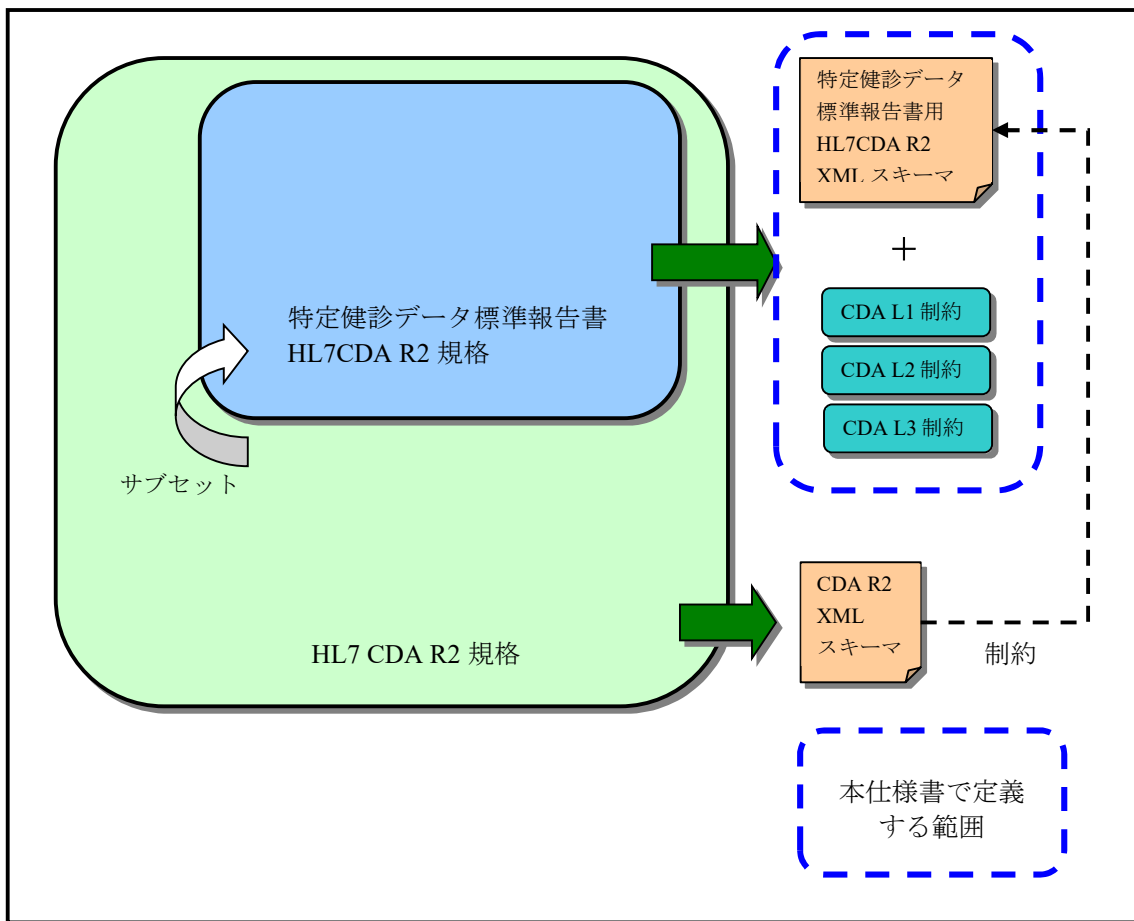 特定健診データ
標準報告書用
HL7CDA R2
XML スキーマ
＋
CDA L1 制約
CDA L2 制約
CDA L3 制約
特定健診データ標準報告書
HL7CDA R2 規格
サブセット
HL7 CDA R2 規格
CDA R2
XML
スキーマ
制約
本仕様書で定義
する範囲